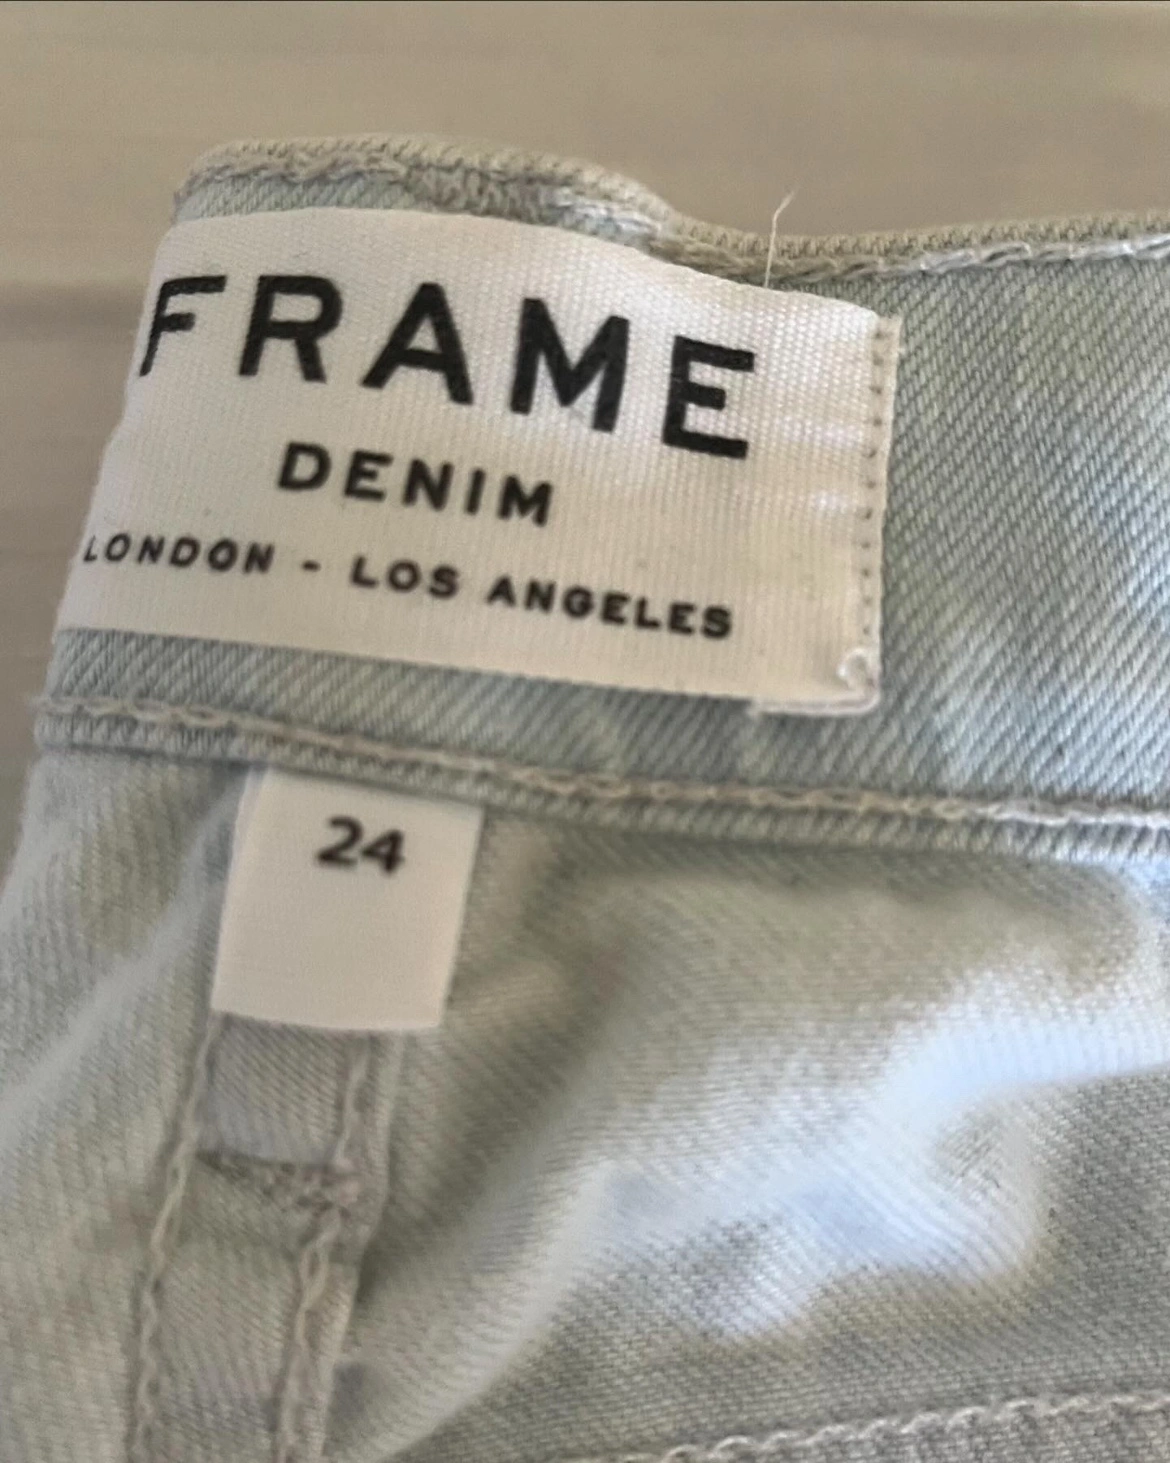 FRAME
DENIM
LONDON - LOS ANGELES
24